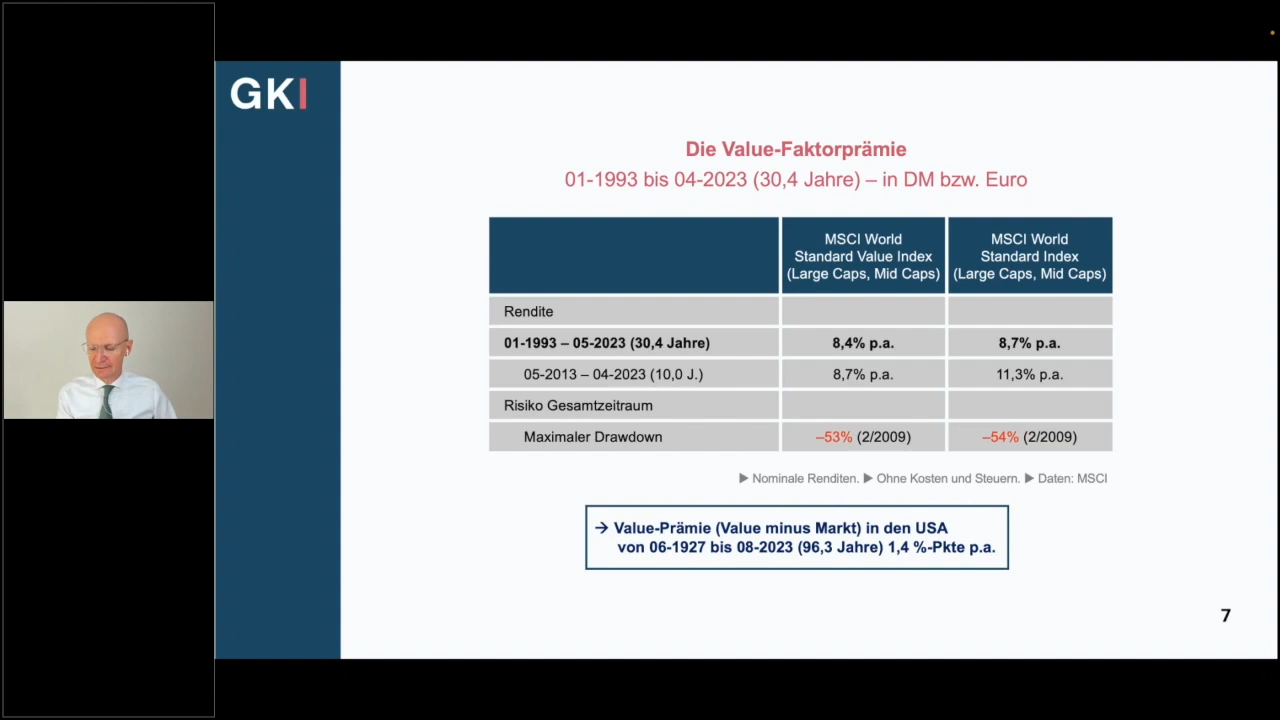 GKI
Die Value-Faktorprämie
01-1993 bis 04-2023 (30,4 Jahre) – in DM bzw. Euro
MSCI World
Standard Value Index
(Large Caps, Mid Caps)
MSCI World
Standard Index
(Large Caps, Mid Caps)
Rendite
01-1993 – 05-2023 (30,4 Jahre) 8,4% p.a. 8,7% p.a.
05-2013 – 04-2023 (10,0 J.) 8,7% p.a. 11,3% p.a.
Risiko Gesamtzeitraum
Maximaler Drawdown –53% (2/2009) –54% (2/2009)
▶ Nominale Renditen. ▶ Ohne Kosten und Steuern. ▶ Daten: MSCI
→ Value-Prämie (Value minus Markt) in den USA
von 06-1927 bis 08-2023 (96,3 Jahre) 1,4 %-Pkte p.a.
7